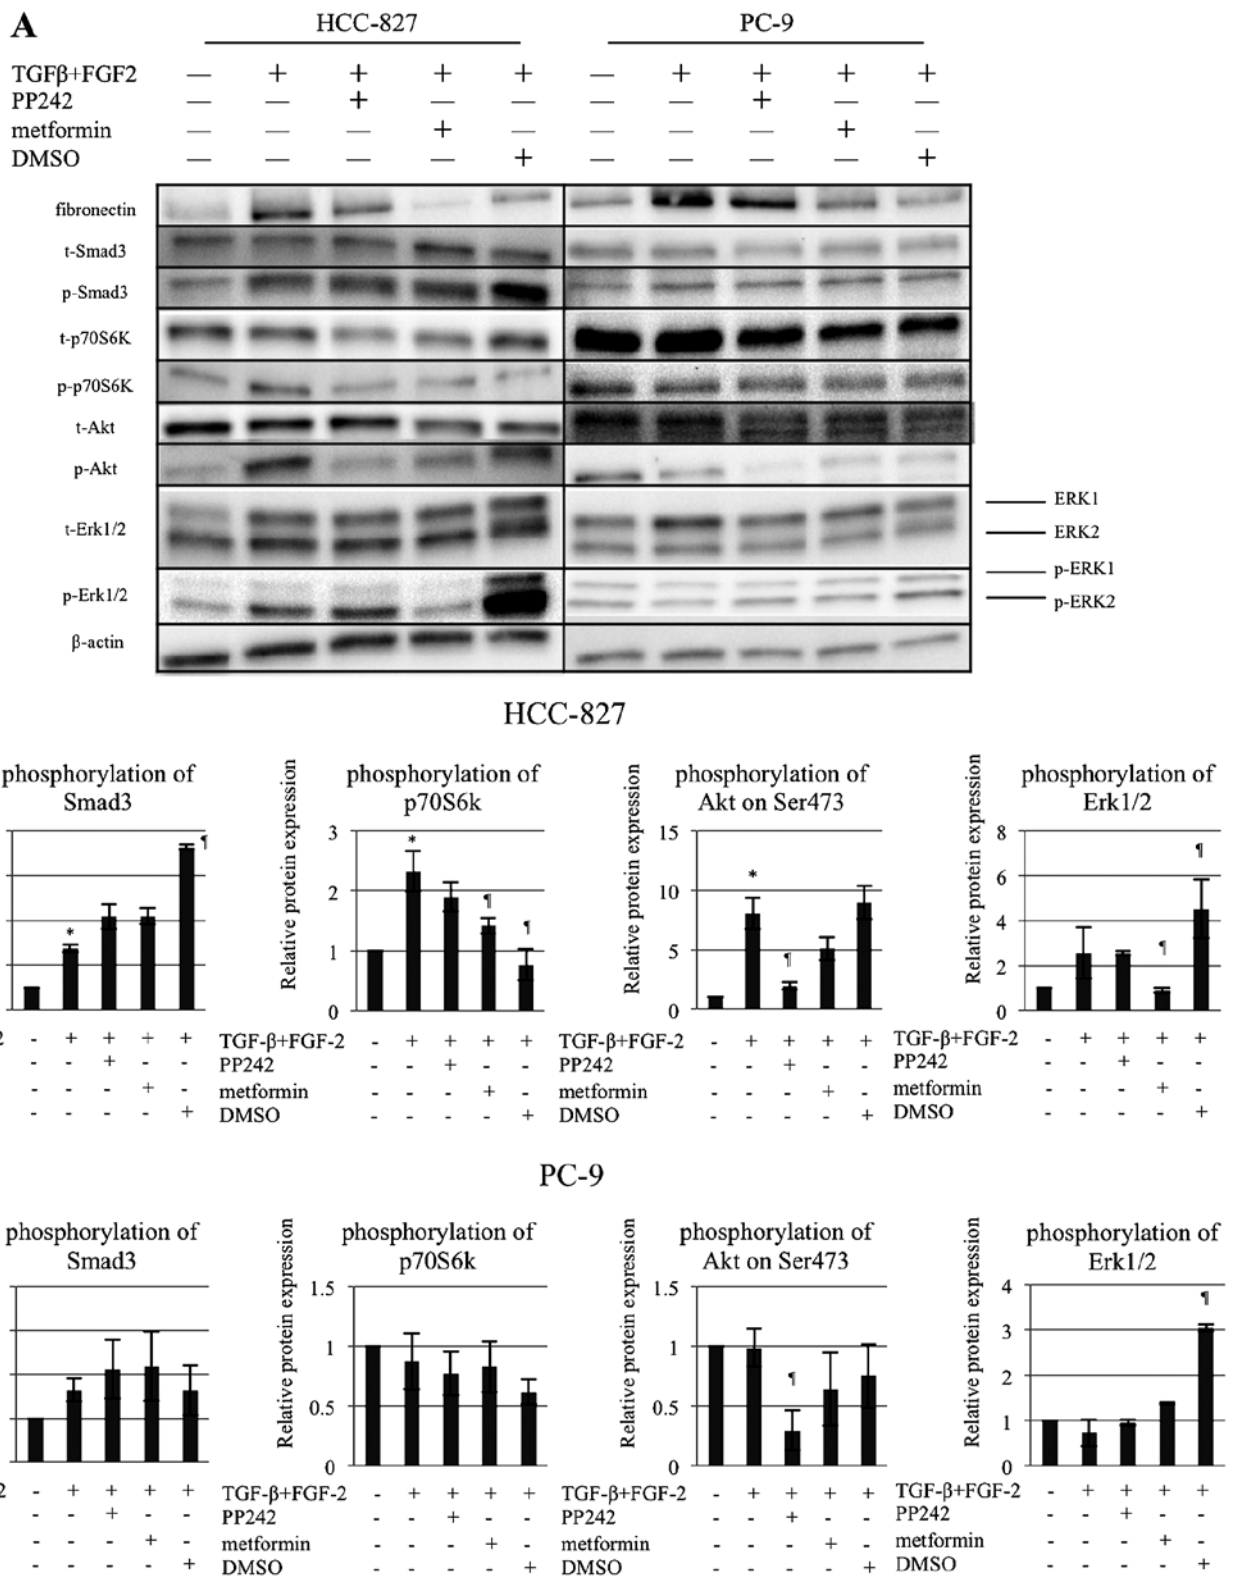 A
HCC-827 PC-9
TGFβ+FGF2 — + + + + — + + + +
PP242 — — + — — — — + — —
metformin — — — + — — — — + —
DMSO — — — — + — — — — +
fibronectin
t-Smad3
p-Smad3
t-p70S6K
p-p70S6K
t-Akt
p-Akt
t-Erk1/2
p-Erk1/2
β-actin
ERK1
ERK2
p-ERK1
p-ERK2
HCC-827
phosphorylation of
Smad3
*
¶
2 - + + + +
- - + - -
- - - + -
- - - - +
phosphorylation of
p70S6k
Relative protein expression
3
2
1
0
*
¶
¶
TGF-β+FGF-2 - + + + +
PP242 - - + - -
metformin - - - + -
DMSO - - - - +
phosphorylation of
Akt on Ser473
Relative protein expression
15
10
5
0
*
¶
TGF-β+FGF-2 - + + + +
PP242 - - + - -
metformin - - - + -
DMSO - - - - +
phosphorylation of
Erk1/2
Relative protein expression
8
6
4
2
0
¶
¶
TGF-β+FGF-2 - + + + +
PP242 - - + - -
metformin - - - + -
DMSO - - - - +
PC-9
phosphorylation of
Smad3
2 - + + + +
- - + - -
- - - + -
- - - - +
phosphorylation of
p70S6k
Relative protein expression
1.5
1
0.5
0
TGF-β+FGF-2 - + + + +
PP242 - - + - -
metformin - - - + -
DMSO - - - - +
phosphorylation of
Akt on Ser473
Relative protein expression
1.5
1
0.5
0
¶
TGF-β+FGF-2 - + + + +
PP242 - - + - -
metformin - - - + -
DMSO - - - - +
phosphorylation of
Erk1/2
Relative protein expression
4
3
2
1
0
¶
TGF-β+FGF-2 - + + + +
PP242 - - + - -
metformin - - - + -
DMSO - - - - +